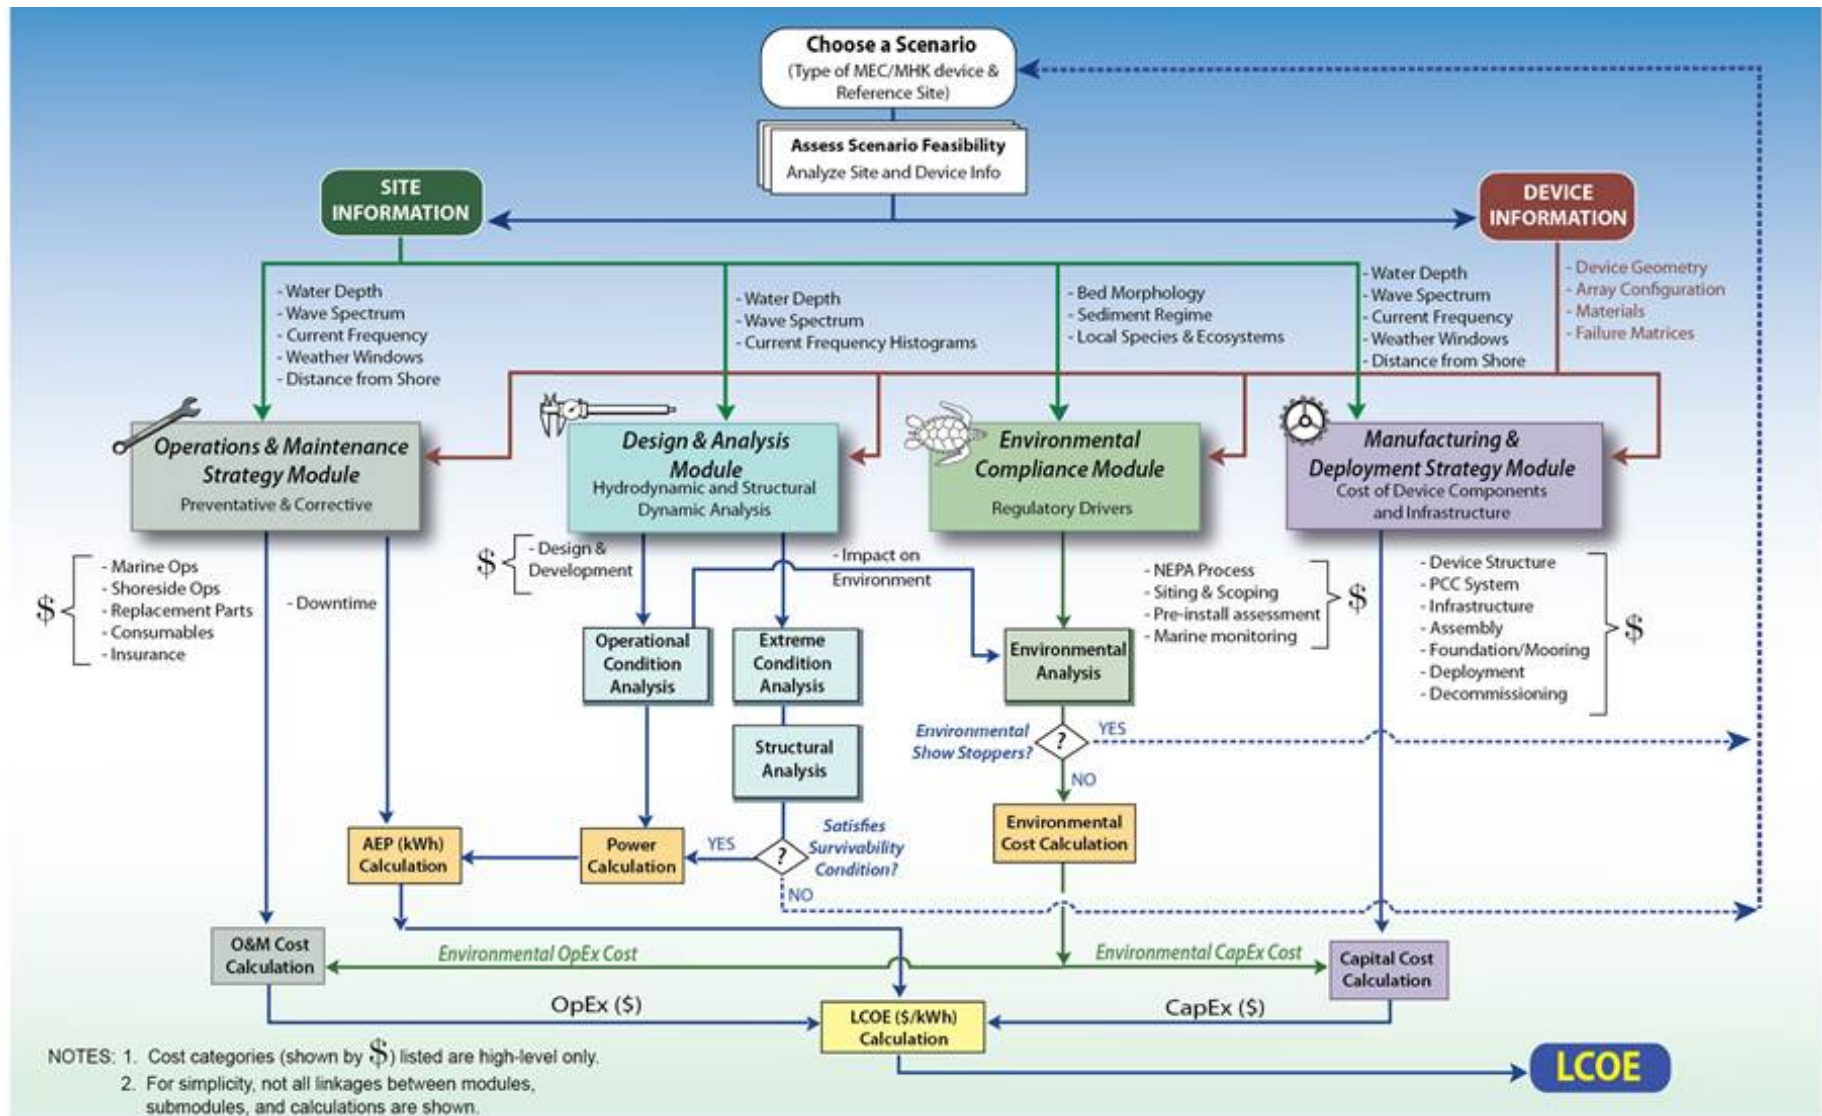 Choose a Scenario
(Type of MEC/MHK device &
Reference Site)
Assess Scenario Feasibility
Analyze Site and Device Info
SITE
INFORMATION
DEVICE
INFORMATION
- Water Depth
- Wave Spectrum
- Current Frequency
- Weather Windows
- Distance from Shore
- Water Depth
- Wave Spectrum
- Current Frequency Histograms
- Bed Morphology
- Sediment Regime
- Local Species & Ecosystems
- Water Depth
- Wave Spectrum
- Current Frequency
- Weather Windows
- Distance from Shore
- Device Geometry
- Array Configuration
- Materials
- Failure Matrices
Operations & Maintenance
Strategy Module
Preventative & Corrective
Design & Analysis
Module
Hydrodynamic and Structural
Dynamic Analysis
Environmental
Compliance Module
Regulatory Drivers
Manufacturing &
Deployment Strategy Module
Cost of Device Components
and Infrastructure
$
- Marine Ops
- Shoreside Ops
- Replacement Parts
- Consumables
- Insurance
- Downtime
$
- Design &
Development
- Impact on
Environment
- NEPA Process
- Siting & Scoping
- Pre-install assessment
- Marine monitoring
$
- Device Structure
- PCC System
- Infrastructure
- Assembly
- Foundation/Mooring
- Deployment
- Decommissioning
$
Operational
Condition
Analysis
Extreme
Condition
Analysis
Environmental
Analysis
Structural
Analysis
Environmental
Show Stoppers?
?
YES
NO
AEP (kWh)
Calculation
Power
Calculation
YES
?
Satisfies
Survivability
Condition?
NO
Environmental
Cost Calculation
O&M Cost
Calculation
Environmental OpEx Cost
Environmental CapEx Cost
Capital Cost
Calculation
OpEx ($)
LCOE ($/kWh)
Calculation
CapEx ($)
LCOE
NOTES: 1. Cost categories (shown by $) listed are high-level only.
2. For simplicity, not all linkages between modules,
submodules, and calculations are shown.